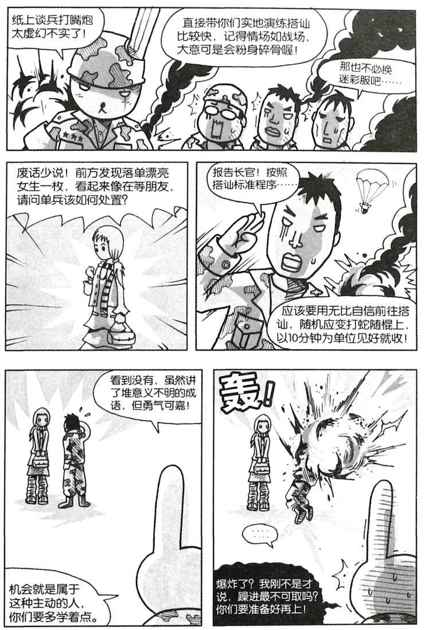 纸上谈兵打嘴炮
太虚幻不实了！
直接带你们实地演练搭讪
比较快，记得情场如战场，
大意可是会粉身碎骨喔！
那也不必换
迷彩服吧……
废话少说！前方发现落单漂亮
女生一枚，看起来像在等朋友，
请问单兵该如何处置？
报告长官！按照
搭讪标准程序……
应该要用无比自信前往搭
讪，随机应变打蛇随棍上，
以10分钟为单位见好就收！
看到没有，虽然讲
了堆意义不明的成
语，但勇气可嘉！
机会就是属于
这种主动的人，
你们要多学着点。
轰！
……
……
爆炸了？我刚不是才
说，躁进最不可取吗？
你们要准备好再上！